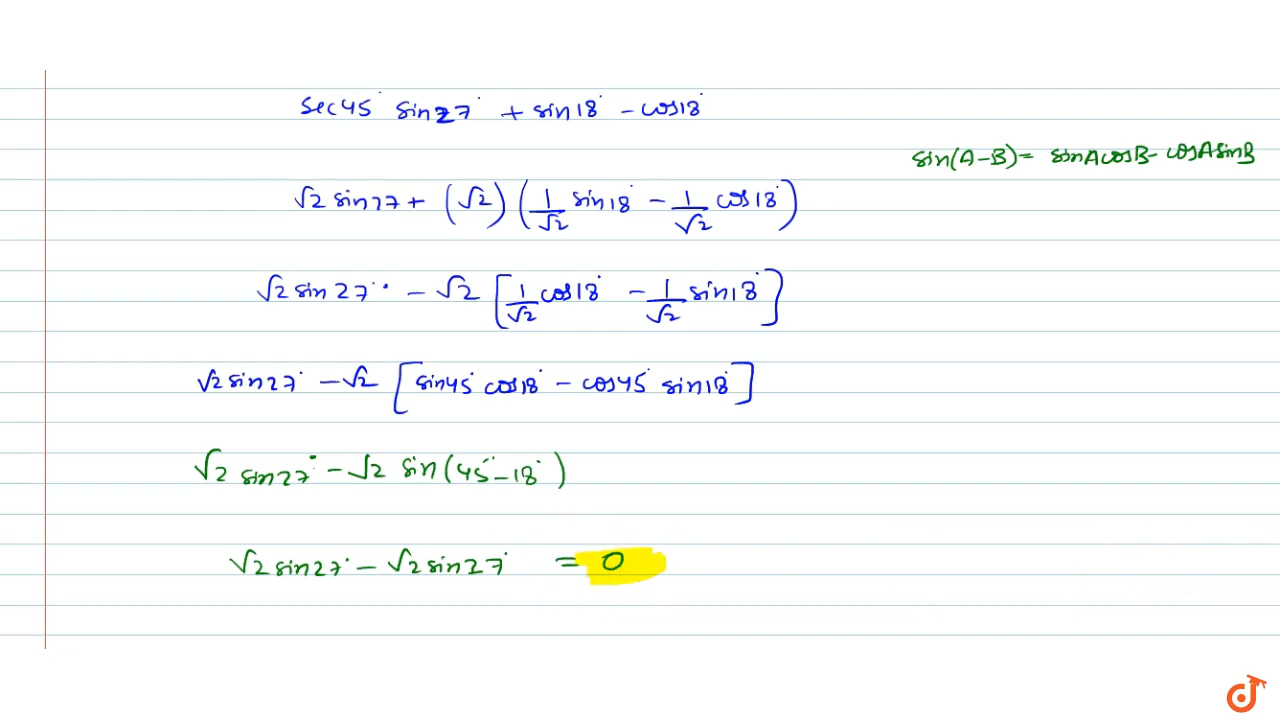 sec45° sin27° + sin18° - cos18°
sin(A-B)= sinAcosB- cosAsinB
√2 sin27 + (√2) (1/√2 sin18° - 1/√2 cos18°)
√2 sin27° - √2 [1/√2 cos18° - 1/√2 sin18°]
√2 sin27° - √2 [sin45° cos18° - cos45° sin18°]
√2 sin27° - √2 sin(45°-18°)
√2 sin27° - √2 sin27° = 0